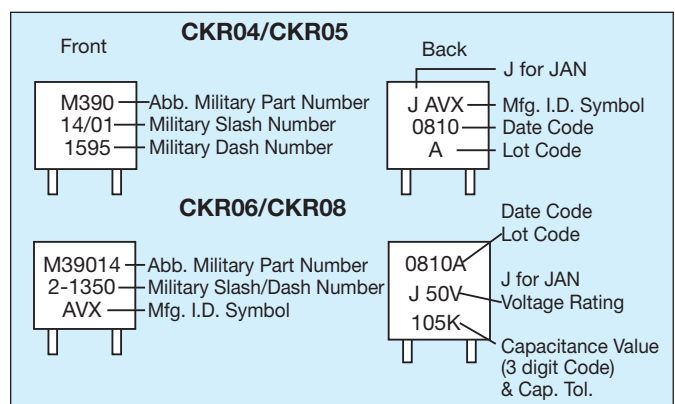 CKR04/CKR05
Front
M390
14/01
1595
Abb. Military Part Number
Military Slash Number
Military Dash Number
Back
J for JAN
J AVX
0810
A
Mfg. I.D. Symbol
Date Code
Lot Code
CKR06/CKR08
M39014
2-1350
AVX
Abb. Military Part Number
Military Slash/Dash Number
Mfg. I.D. Symbol
Date Code
Lot Code
0810A
J 50V
105K
J for JAN
Voltage Rating
Capacitance Value
(3 digit Code)
& Cap. Tol.